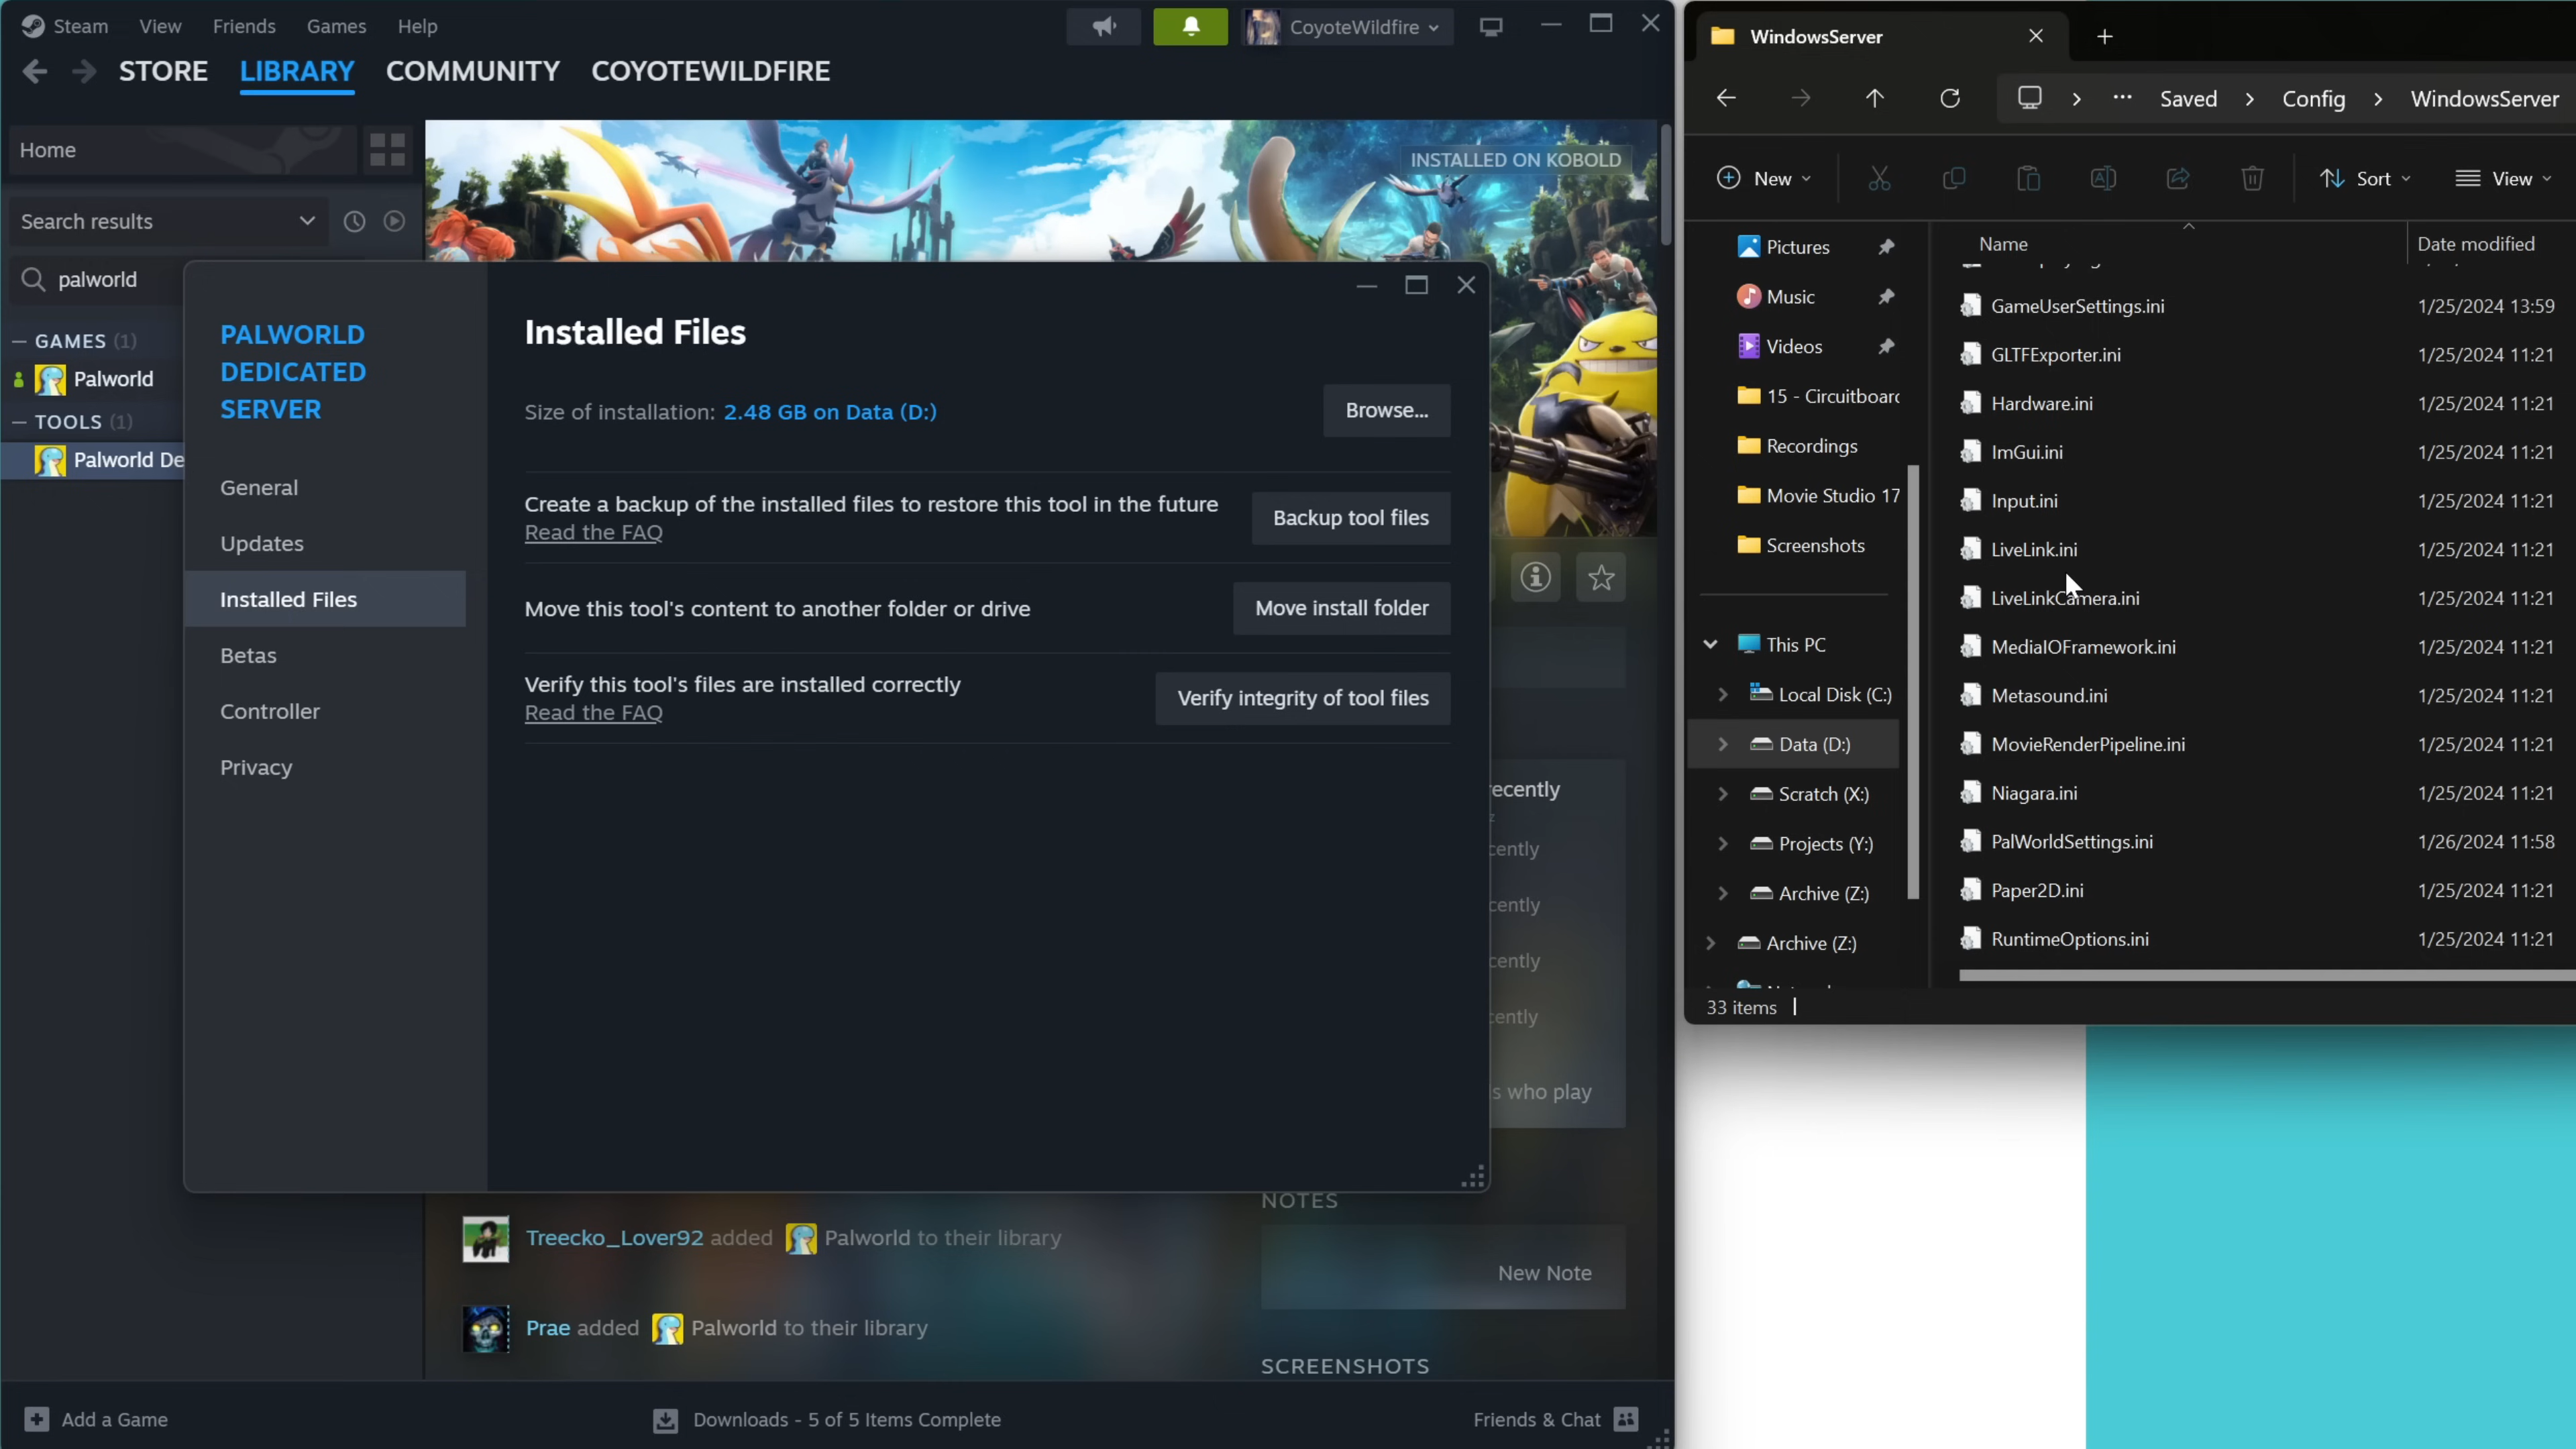 Steam View Friends Games Help
CoyoteWildfire
STORE LIBRARY COMMUNITY COYOTEWILDFIRE
Home
INSTALLED ON KOBOLD
Search results
palworld
GAMES (1)
Palworld
TOOLS (1)
Palworld De
PALWORLD
DEDICATED
SERVER
General
Updates
Installed Files
Betas
Controller
Privacy
Installed Files
Size of installation: 2.48 GB on Data (D:)
Browse...
Create a backup of the installed files to restore this tool in the future
Read the FAQ
Backup tool files
Move this tool's content to another folder or drive
Move install folder
Verify this tool's files are installed correctly
Read the FAQ
Verify integrity of tool files
ecently
cently
cently
cently
cently
s who play
NOTES
New Note
Treecko_Lover92 added Palworld to their library
Prae added Palworld to their library
SCREENSHOTS
Add a Game
Downloads - 5 of 5 Items Complete
Friends & Chat
WindowsServer
... Saved > Config > WindowsServer
New
Sort
View
Pictures
Music
Videos
15 - Circuitboard
Recordings
Movie Studio 17
Screenshots
This PC
Local Disk (C:)
Data (D:)
Scratch (X:)
Projects (Y:)
Archive (Z:)
Archive (Z:)
Name Date modified
GameUserSettings.ini 1/25/2024 13:59
GLTFExporter.ini 1/25/2024 11:21
Hardware.ini 1/25/2024 11:21
ImGui.ini 1/25/2024 11:21
Input.ini 1/25/2024 11:21
LiveLink.ini 1/25/2024 11:21
LiveLinkCamera.ini 1/25/2024 11:21
MediaIOFramework.ini 1/25/2024 11:21
Metasound.ini 1/25/2024 11:21
MovieRenderPipeline.ini 1/25/2024 11:21
Niagara.ini 1/25/2024 11:21
PalWorldSettings.ini 1/26/2024 11:58
Paper2D.ini 1/25/2024 11:21
RuntimeOptions.ini 1/25/2024 11:21
33 items